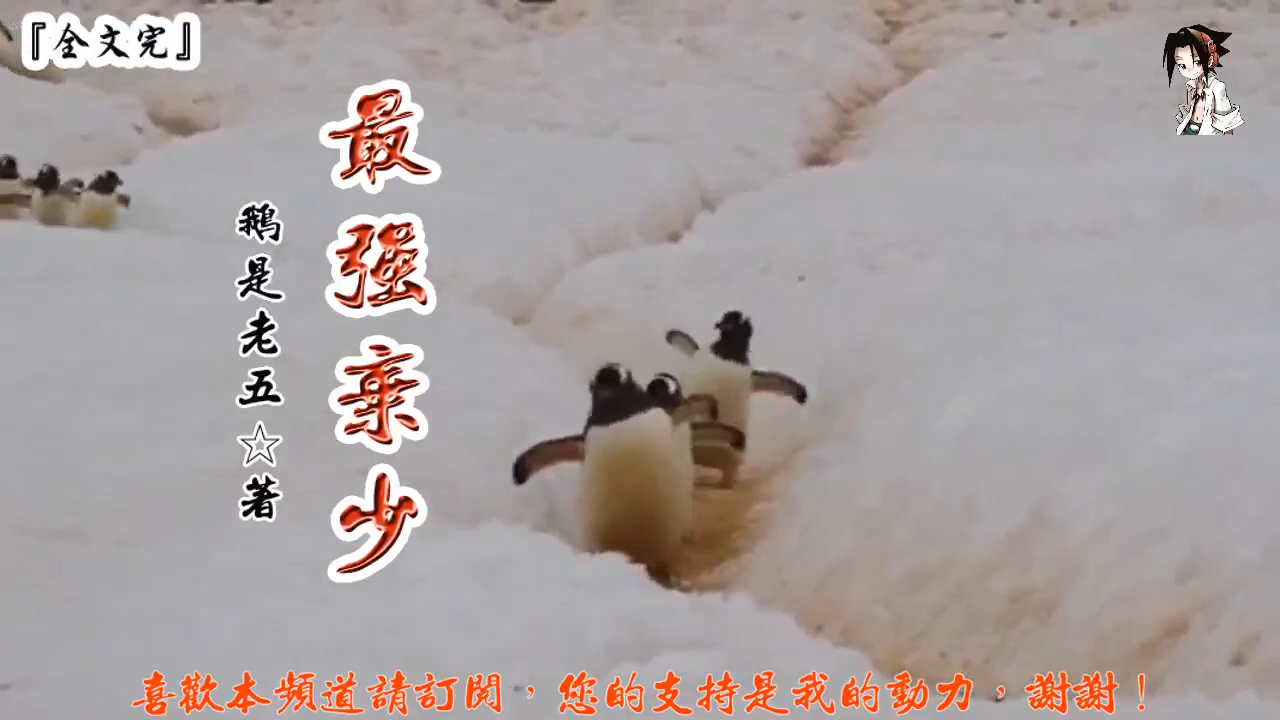 『全文完』
最強棄少
鵝是老五☆著
喜歡本頻道請訂閱，您的支持是我的動力，謝謝！